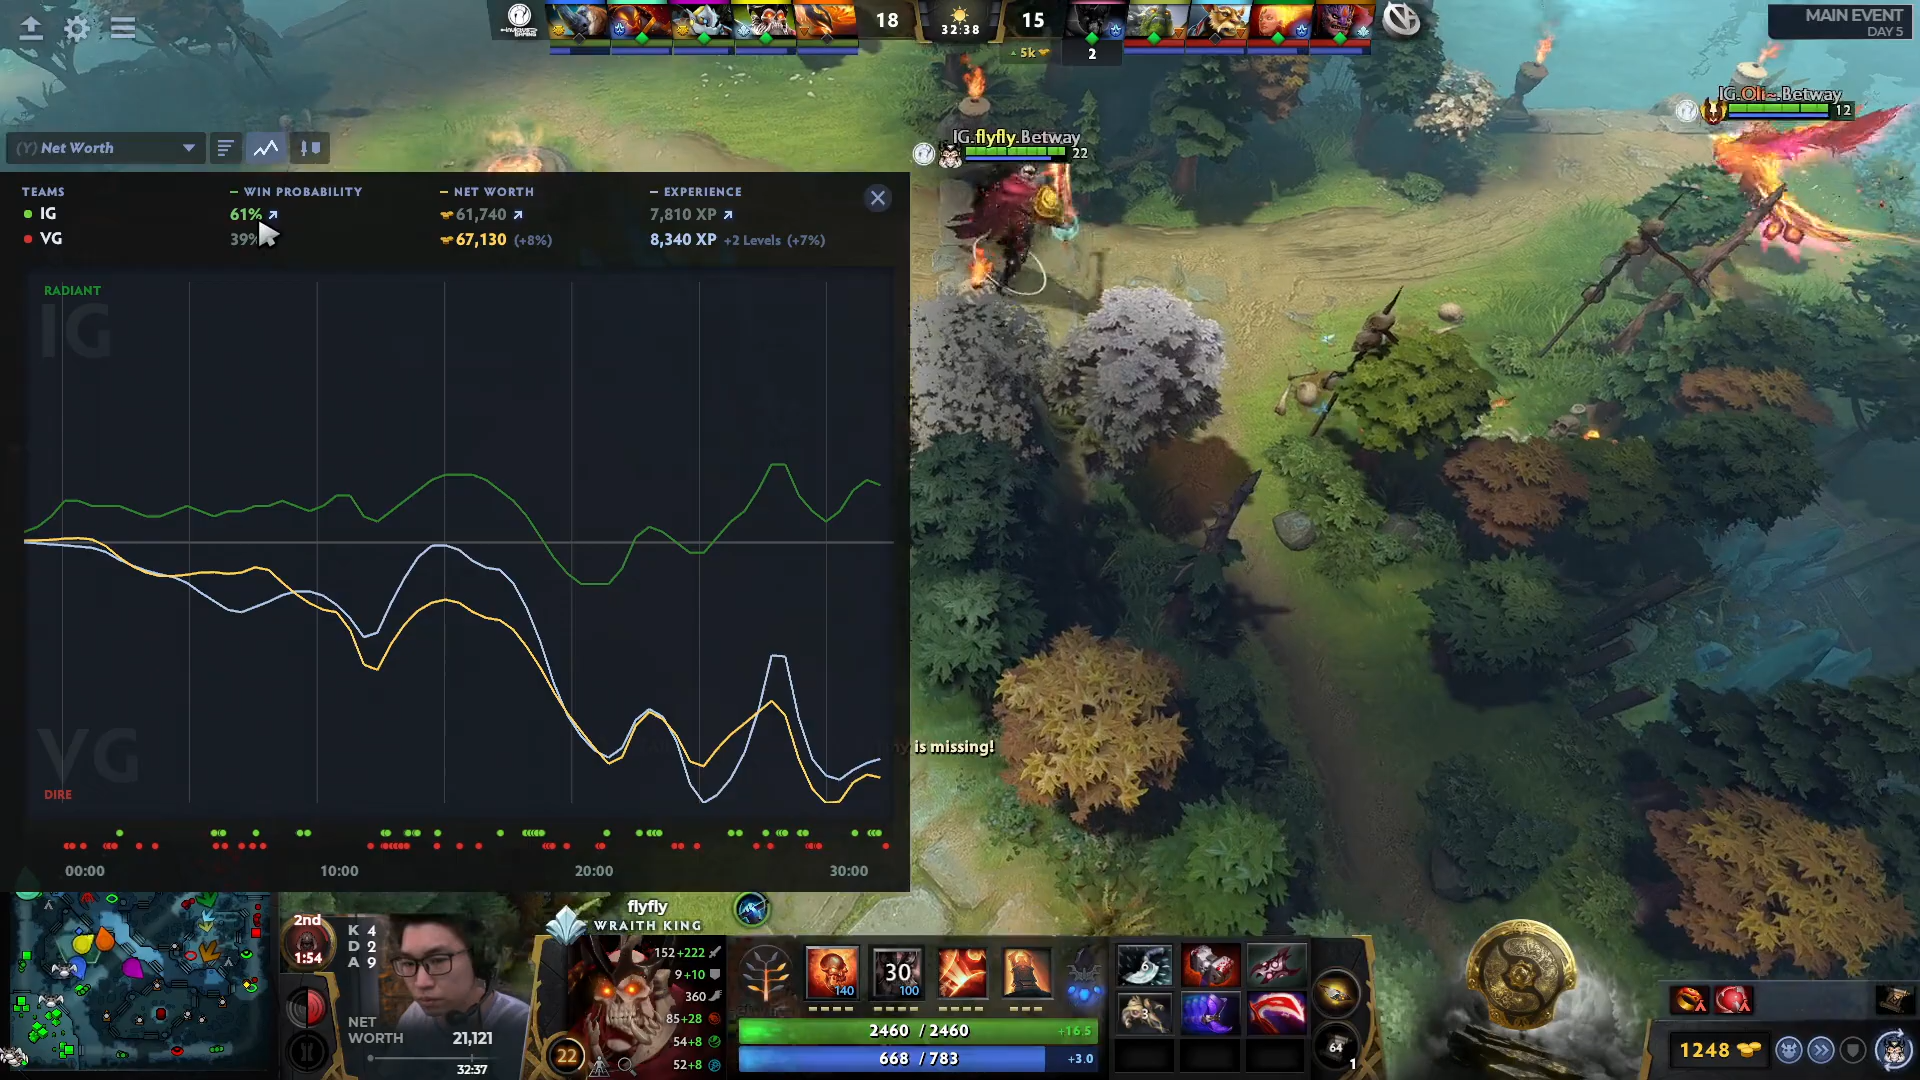 18
32:38
15
5k
2
MAIN EVENT
DAY 5
(Y) Net Worth
IG.flyfly.Betway
22
IG.Oli~.Betway
12
TEAMS
WIN PROBABILITY
NET WORTH
EXPERIENCE
IG
61%
61,740
7,810 XP
VG
39%
67,130 (+8%)
8,340 XP +2 Levels (+7%)
RADIANT
IG
VG
DIRE
is missing!
00:00
10:00
20:00
30:00
2nd
1:54
K 4
D 2
A 9
NET
WORTH
21,121
32:37
flyfly
WRAITH KING
152+222
9+10
360
85+28
54+8
52+8
22
140
30
100
2460 / 2460
+16.5
668 / 783
+3.0
3
64
1
1248